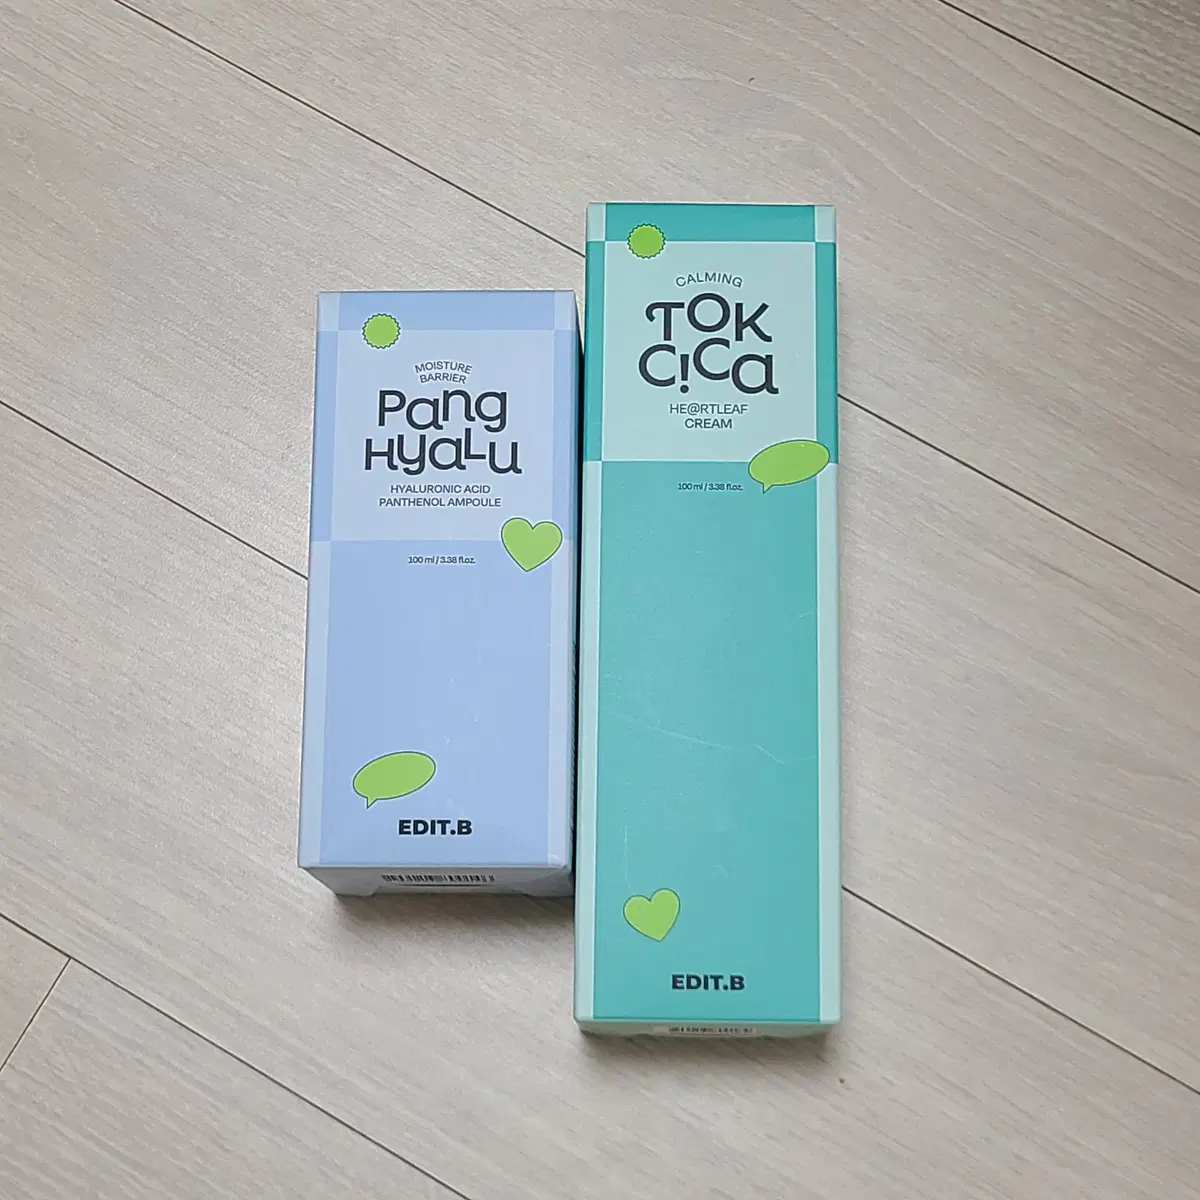 MOISTURE
BARRIER
Pang
Hyalu
HYALURONIC ACID
PANTHENOL AMPOULE
100 ml / 3.38 fl.oz.
EDIT.B
CALMING
TOK
C!Ca
HE@RTLEAF
CREAM
100 ml / 3.38 fl.oz.
EDIT.B